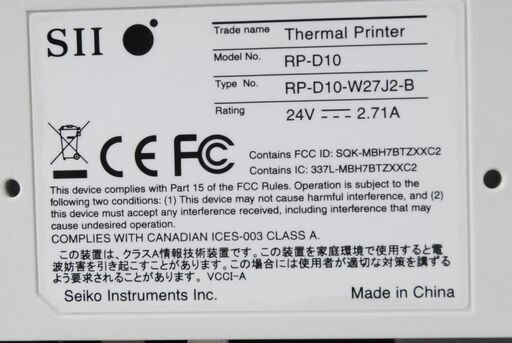 SII
Trade name Thermal Printer
Model No. RP-D10
Type No. RP-D10-W27J2-B
Rating 24V ⎓ 2.71A
CE FC
Contains FCC ID: SQK-MBH7BTZXXC2
Contains IC: 337L-MBH7BTZXXC2
This device complies with Part 15 of the FCC Rules. Operation is subject to the
following two conditions: (1) This device may not cause harmful interference, and (2)
this device must accept any interference received, including interference that may
cause undesired operation.
COMPLIES WITH CANADIAN ICES-003 CLASS A.
この装置は、クラスA情報技術装置です。この装置を家庭環境で使用すると電
波妨害を引き起こすことがあります。この場合には使用者が適切な対策を講ずる
よう要求されることがあります。VCCI-A
Seiko Instruments Inc. Made in China